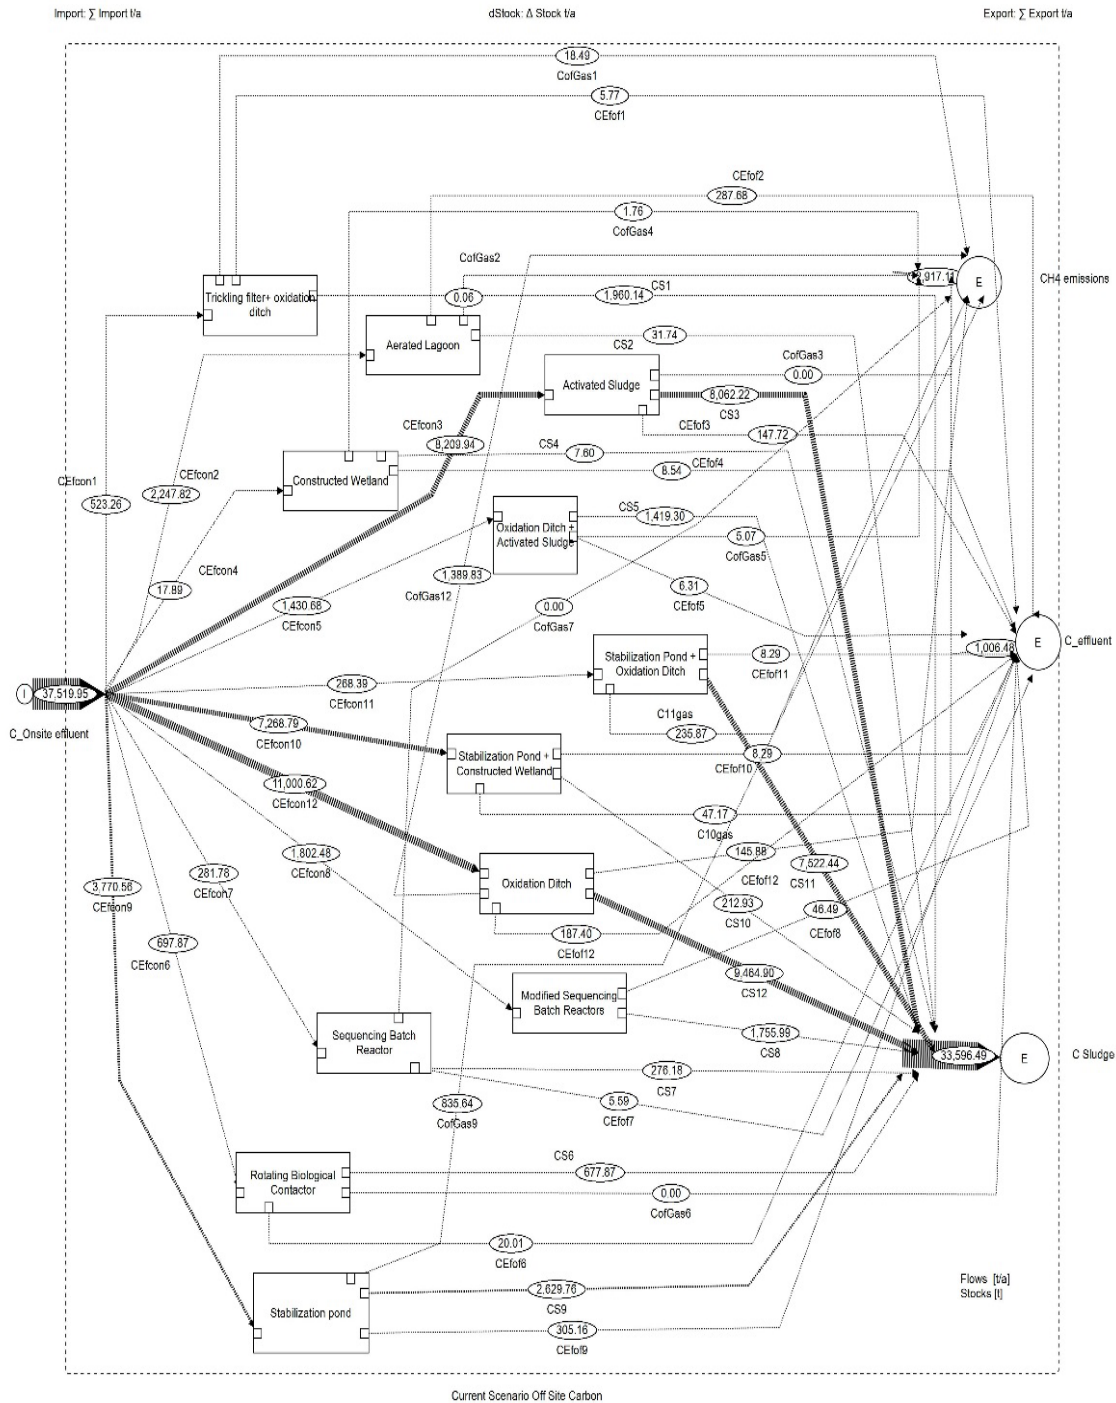 Import: ∑ Import t/a
dStock: Δ Stock t/a
Export: ∑ Export t/a
18.49
CofGas1
5.77
CEfof1
CEfof2
287.68
1.76
CofGas4
CofGas2
0.06
CH4 emissions
E
Trickling filter+ oxidation
ditch
1,960.14
CS1
Aerated Lagoon
31.74
CS2
CofGas3
0.00
Activated Sludge
8,062.22
CS3
CEfcon3
8,209.94
CEfof3
147.72
CS4
7.60
CEfof4
8.54
CEfcon1
523.26
CEfcon2
2,247.82
Constructed Wetland
CS5
1,419.30
Oxidation Ditch +
Activated Sludge
5.07
CofGas5
CEfcon4
17.89
1,430.68
CEfcon5
1,389.83
CofGas12
6.31
CEfof5
0.00
CofGas7
E
C_effluent
1,006.48
Stabilization Pond +
Oxidation Ditch
8.29
CEfof11
268.39
CEfcon11
I
37,519.95
C_Onsite effluent
C11gas
235.87
7,268.79
CEfcon10
Stabilization Pond +
Constructed Wetland
8.29
CEfof10
11,000.62
CEfcon12
47.17
C10gas
1,802.48
CEfcon8
145.88
CEfof12
7,522.44
CS11
281.78
CEfcon7
3,770.56
CEfcon9
Oxidation Ditch
212.93
CS10
46.49
CEfof8
697.87
CEfcon6
187.40
CEfof12
9,464.90
CS12
Modified Sequencing
Batch Reactors
1,755.99
CS8
Sequencing Batch
Reactor
33,596.49
E
C Sludge
276.18
CS7
835.64
CofGas9
5.59
CEfof7
CS6
677.87
Rotating Biological
Contactor
0.00
CofGas6
20.01
CEfof6
Flows [t/a]
Stocks [t]
2,629.76
CS9
Stabilization pond
305.16
CEfof9
Current Scenario Off Site Carbon